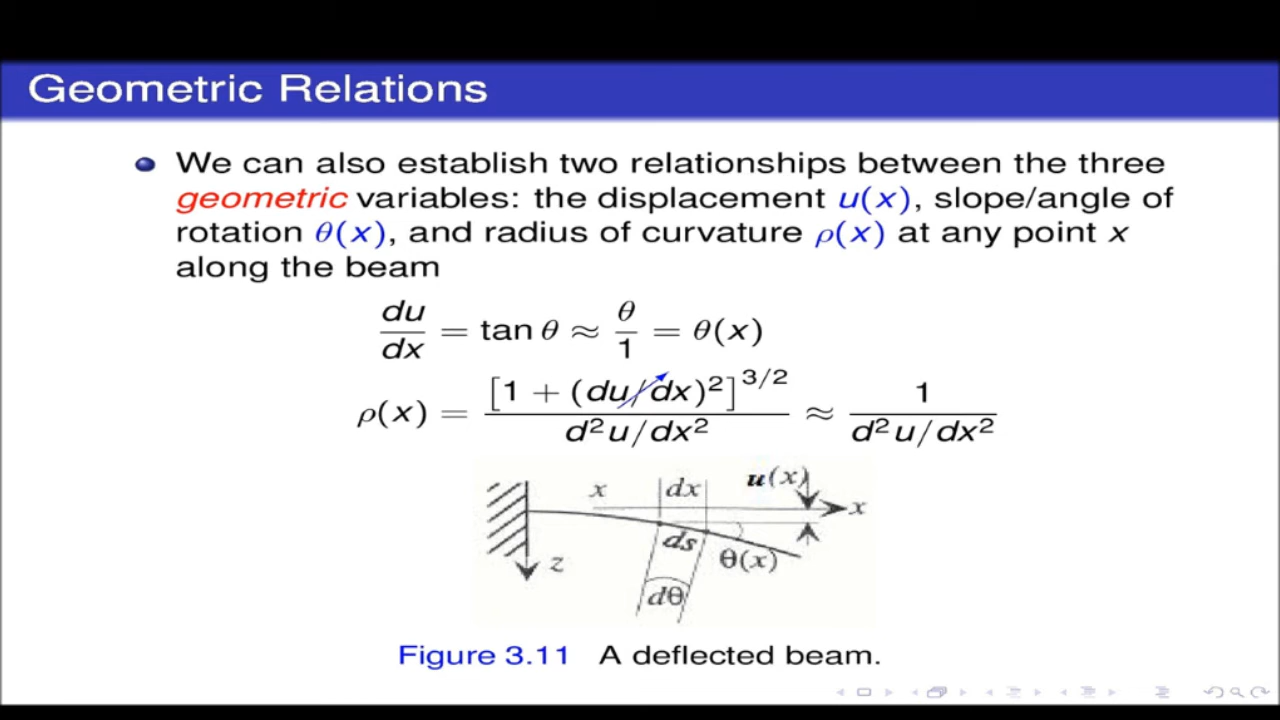 Geometric Relations
We can also establish two relationships between the three
geometric variables: the displacement u(x), slope/angle of
rotation θ(x), and radius of curvature ρ(x) at any point x
along the beam
du/dx = tan θ ≈ θ/1 = θ(x)
ρ(x) = [1 + (du/dx)²]^3/2 / d²u/dx² ≈ 1 / d²u/dx²
x dx u(x) x
ds θ(x)
z
dθ
Figure 3.11 A deflected beam.